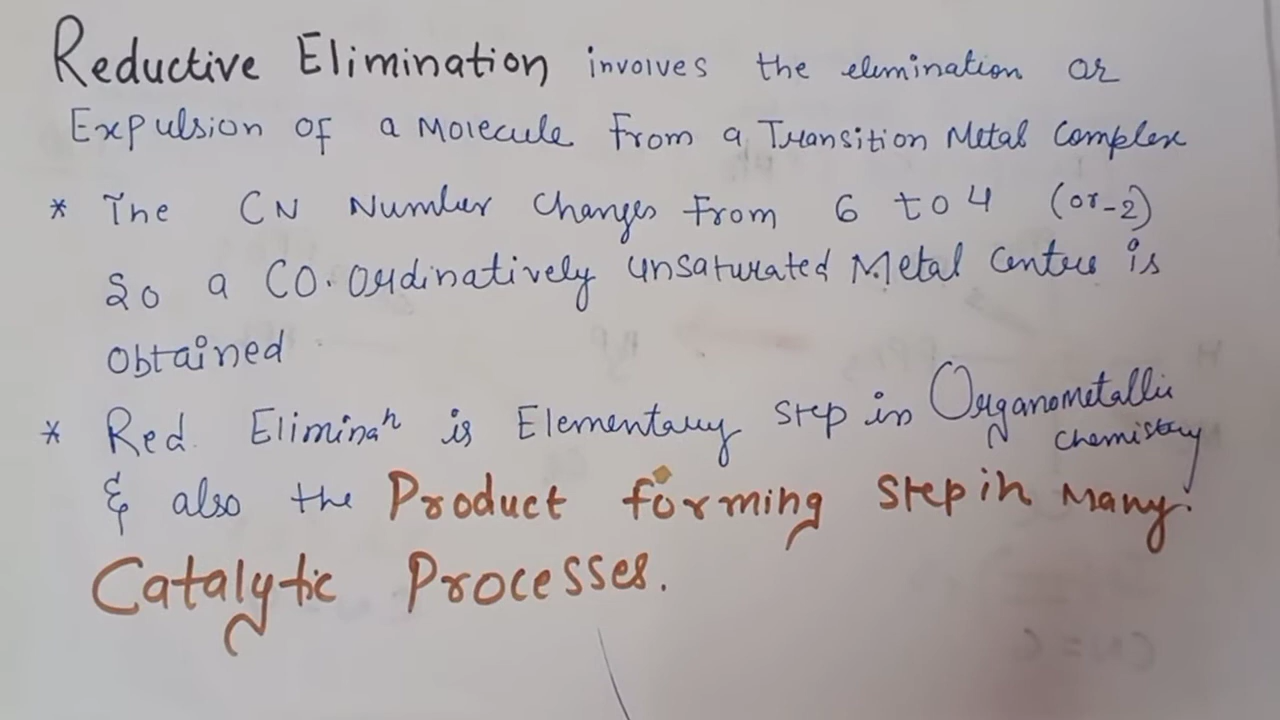 Reductive Elimination involves the elemination or
Expulsion of a Molecule From a Transition Metal Complex
* The CN Number Changes From 6 to 4 (or -2)
So a CO. Ordinatively Unsaturated Metal Centre is
Obtained
* Red. Eliminaⁿ is Elementary step in Organometallic
chemistry
& also the Product forming Step in Many
Catalytic Processes.